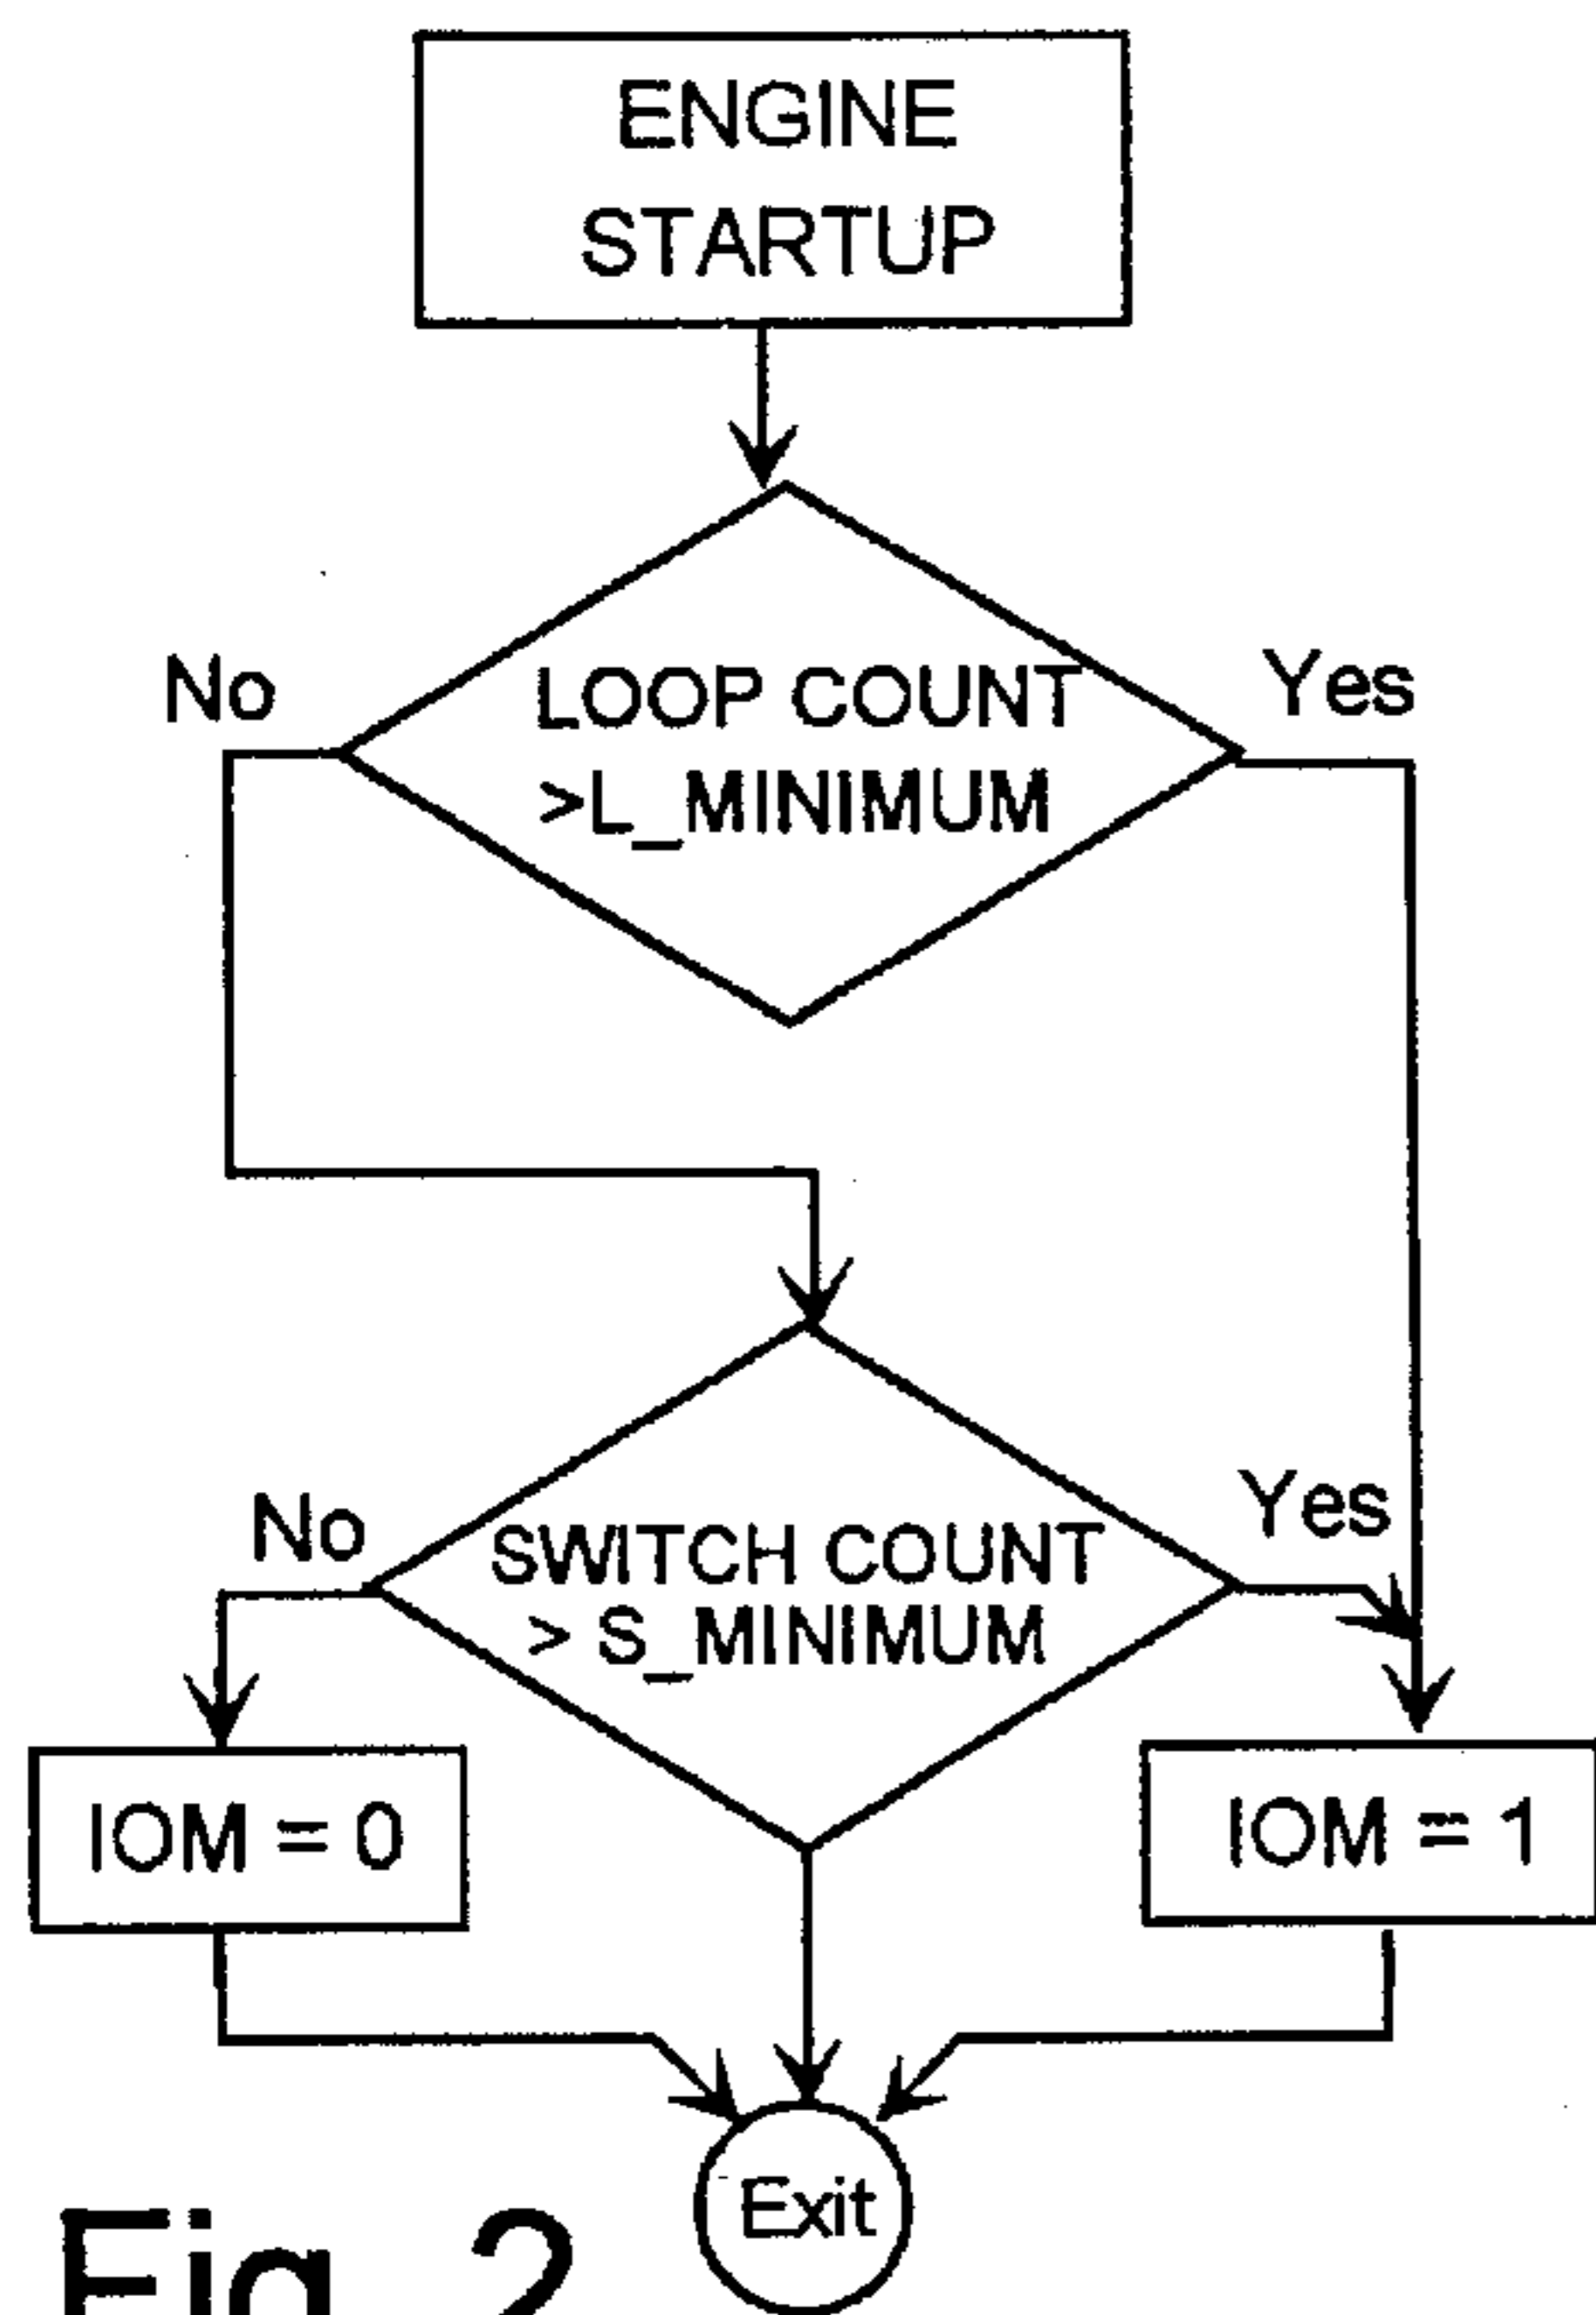 ENGINE
STARTUP
No
Yes
LOOP COUNT
>L_MINIMUM
No
Yes
SWITCH COUNT
> S_MINIMUM
IOM = 0
IOM = 1
Exit
Fig. 2